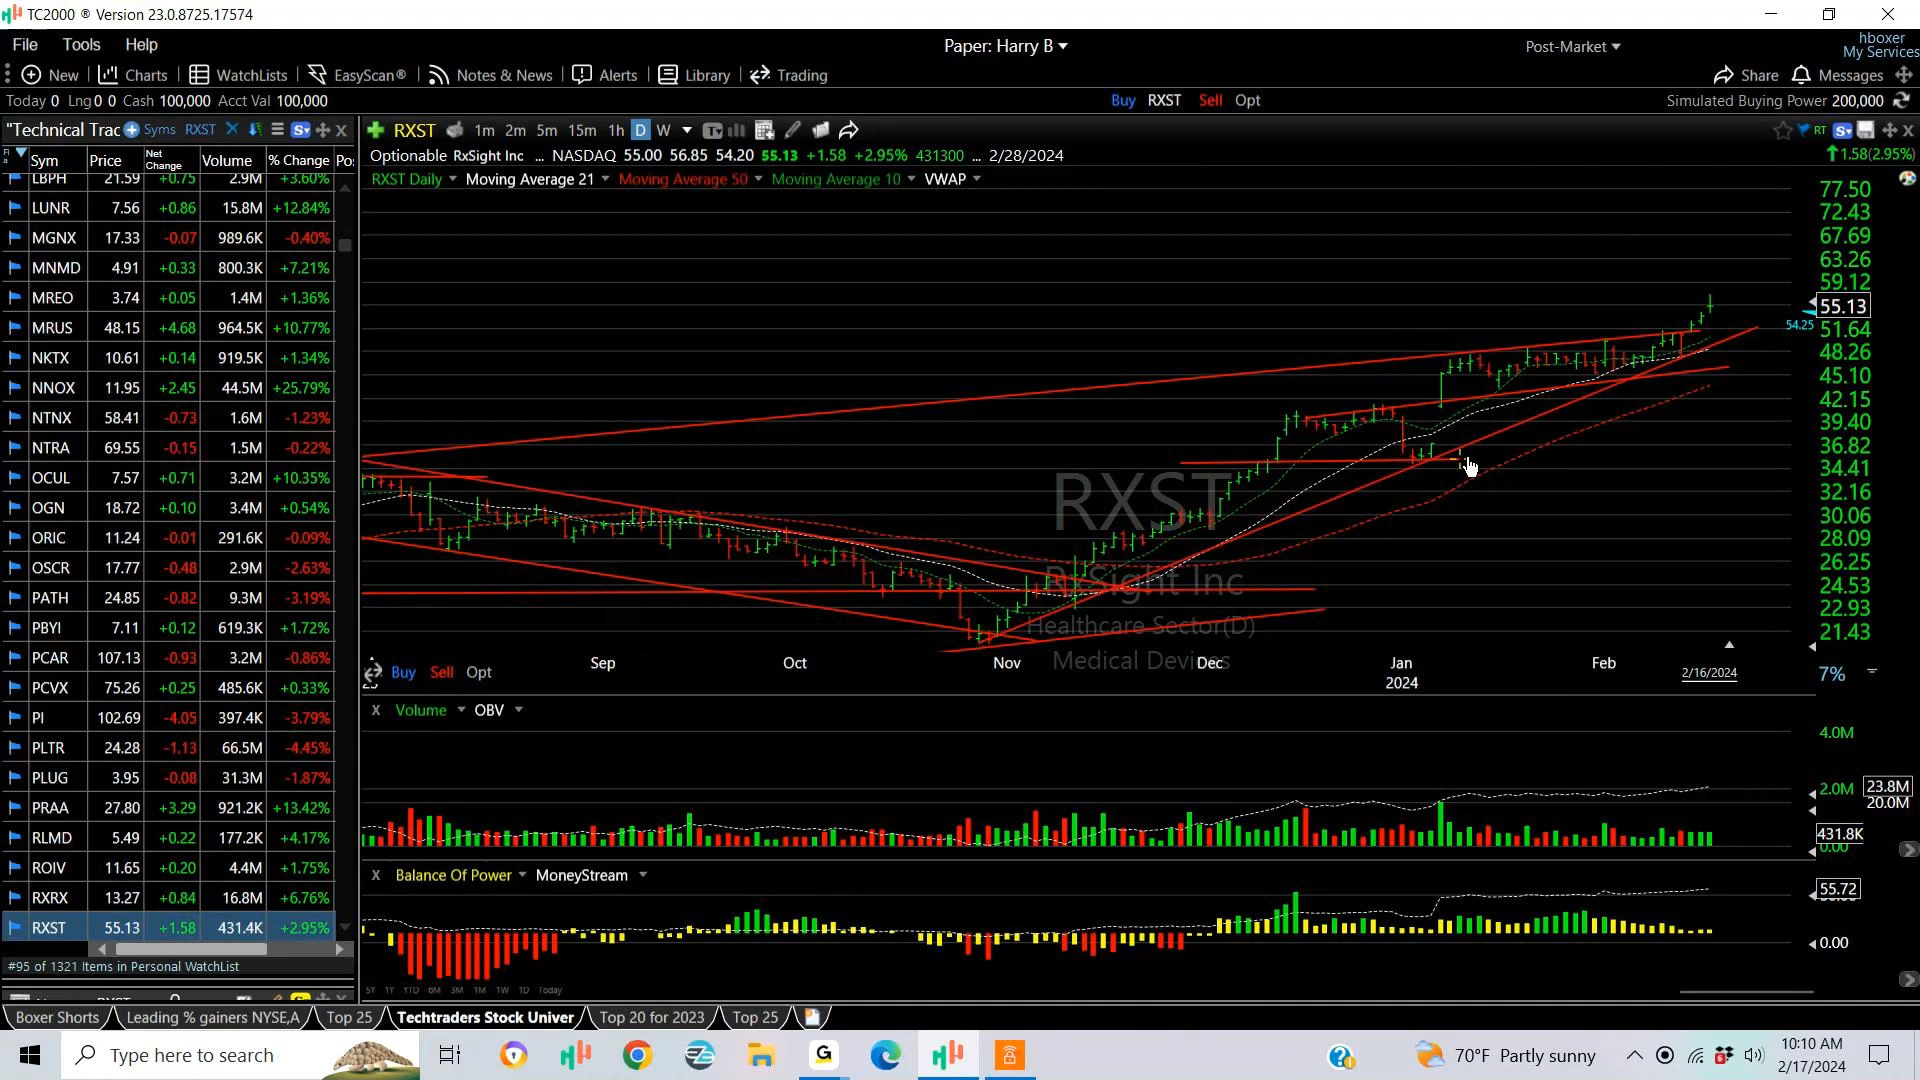 TC2000 ® Version 23.0.8725.17574
File Tools Help
Paper: Harry B
Post-Market
hboxer
My Services
New Charts WatchLists EasyScan® Notes & News Alerts Library Trading
Share Messages
Today 0 Lng 0 0 Cash 100,000 Acct Val 100,000
Buy RXST Sell Opt
Simulated Buying Power 200,000
"Technical Trac Syms RXST
RXST 1m 2m 5m 15m 1h D W
RT
Sym Price Net Change Volume % Change
Optionable RxSight Inc ... NASDAQ 55.00 56.85 54.20 55.13 +1.58 +2.95% 431300 ... 2/28/2024
1.58(2.95%)
RXST Daily Moving Average 21 Moving Average 50 Moving Average 10 VWAP
LBPH 21.59 +0.75 2.9M +3.60%
LUNR 7.56 +0.86 15.8M +12.84%
MGNX 17.33 -0.07 989.6K -0.40%
MNMD 4.91 +0.33 800.3K +7.21%
MREO 3.74 +0.05 1.4M +1.36%
MRUS 48.15 +4.68 964.5K +10.77%
NKTX 10.61 +0.14 919.5K +1.34%
NNOX 11.95 +2.45 44.5M +25.79%
NTNX 58.41 -0.73 1.6M -1.23%
NTRA 69.55 -0.15 1.5M -0.22%
OCUL 7.57 +0.71 3.2M +10.35%
OGN 18.72 +0.10 3.4M +0.54%
ORIC 11.24 -0.01 291.6K -0.09%
OSCR 17.77 -0.48 2.9M -2.63%
PATH 24.85 -0.82 9.3M -3.19%
PBYI 7.11 +0.12 619.3K +1.72%
PCAR 107.13 -0.93 3.2M -0.86%
PCVX 75.26 +0.25 485.6K +0.33%
PI 102.69 -4.05 397.4K -3.79%
PLTR 24.28 -1.13 66.5M -4.45%
PLUG 3.95 -0.08 31.3M -1.87%
PRAA 27.80 +3.29 921.2K +13.42%
RLMD 5.49 +0.22 177.2K +4.17%
ROIV 11.65 +0.20 4.4M +1.75%
RXRX 13.27 +0.84 16.8M +6.76%
RXST 55.13 +1.58 431.4K +2.95%
#95 of 1321 Items in Personal WatchList
77.50
72.43
67.69
63.26
59.12
55.13
54.25
51.64
48.26
45.10
42.15
39.40
36.82
34.41
32.16
30.06
28.09
26.25
24.53
22.93
21.43
RXST
RxSight Inc
Healthcare Sector(D)
Medical Devices
Sep Oct Nov Dec Jan Feb
2024
2/16/2024
7%
Buy Sell Opt
X Volume OBV
4.0M
2.0M
23.8M
20.0M
431.8K
0.00
X Balance Of Power MoneyStream
55.72
0.00
5Y 1Y YTD 6M 3M 1M 1W 1D Today
Boxer Shorts Leading % gainers NYSE,A Top 25 Techtraders Stock Univer Top 20 for 2023 Top 25
Type here to search
70°F Partly sunny
10:10 AM
2/17/2024